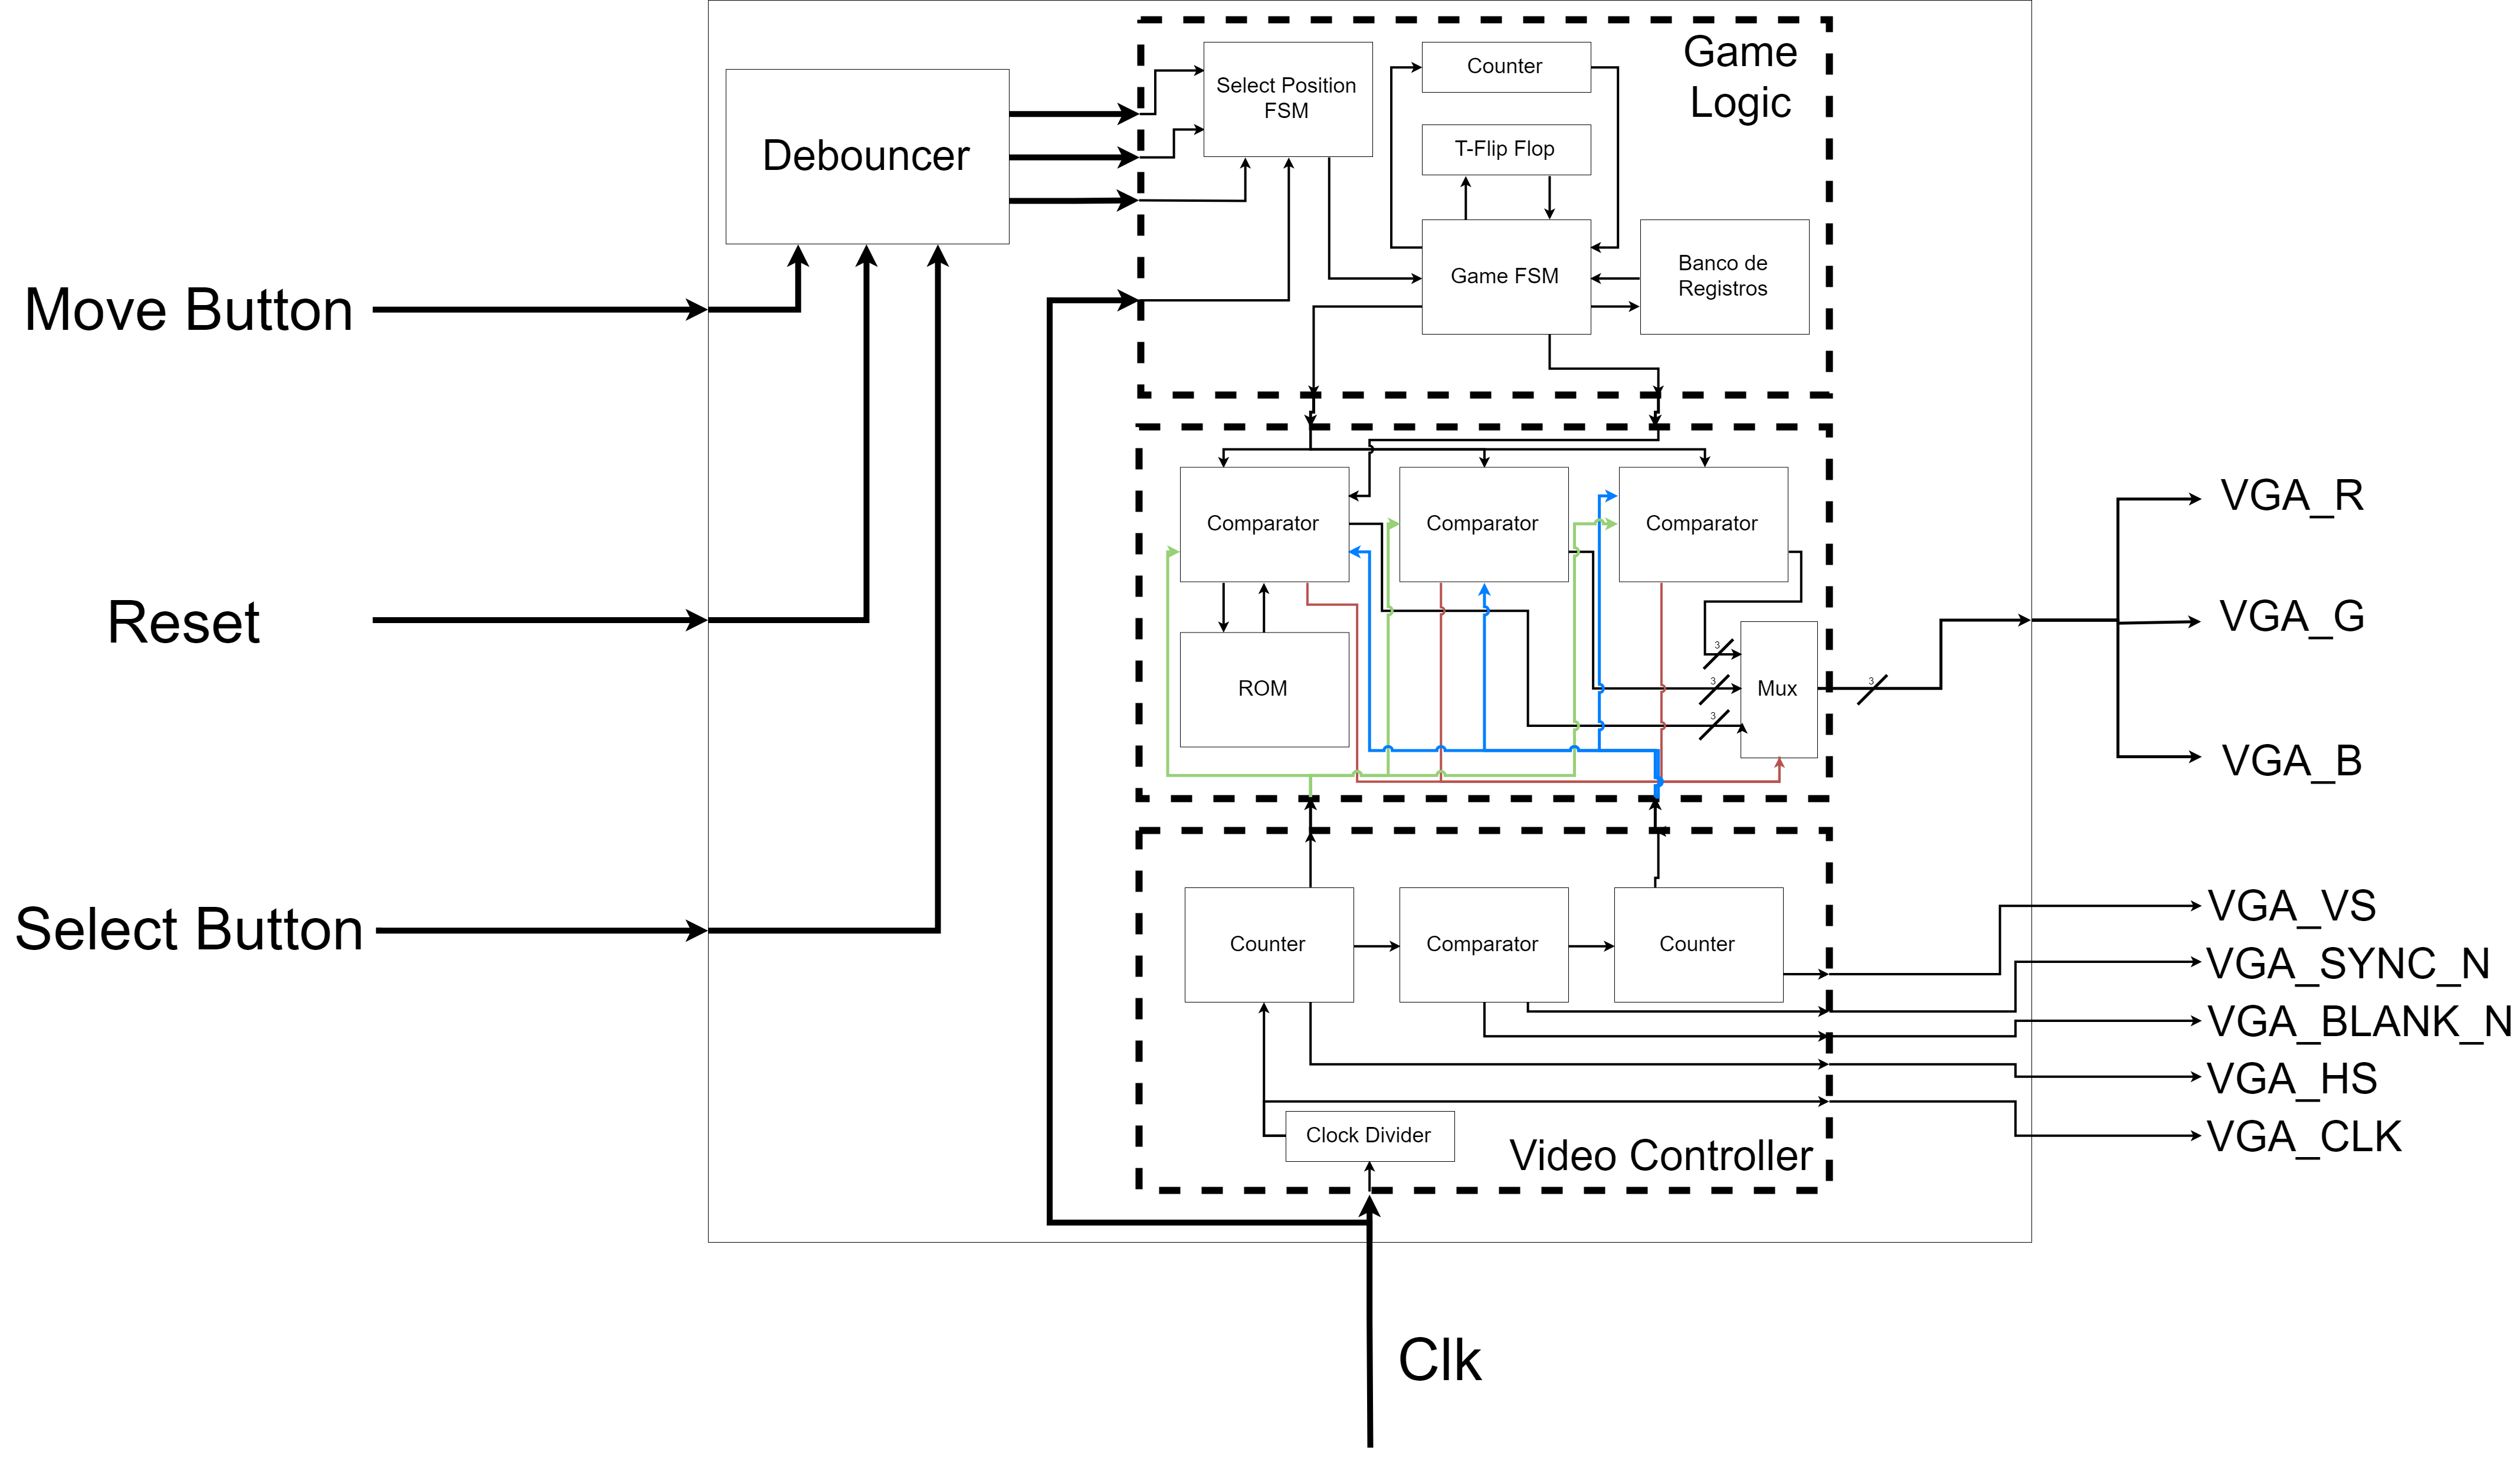 Game
Logic
Select Position
FSM
Counter
T-Flip Flop
Debouncer
Game FSM
Banco de
Registros
Move Button
Comparator
Comparator
Comparator
VGA_R
Reset
VGA_G
3
3
3
3
ROM
Mux
VGA_B
Select Button
Counter
Comparator
Counter
VGA_VS
VGA_SYNC_N
VGA_BLANK_N
VGA_HS
VGA_CLK
Clock Divider
Video Controller
Clk